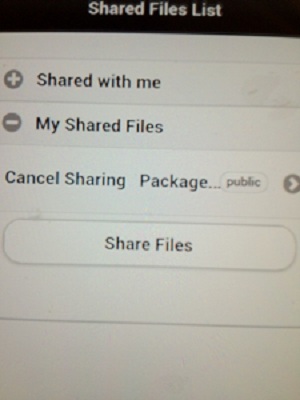 Shared Files List
Shared with me
My Shared Files
Cancel Sharing Package... public
Share Files